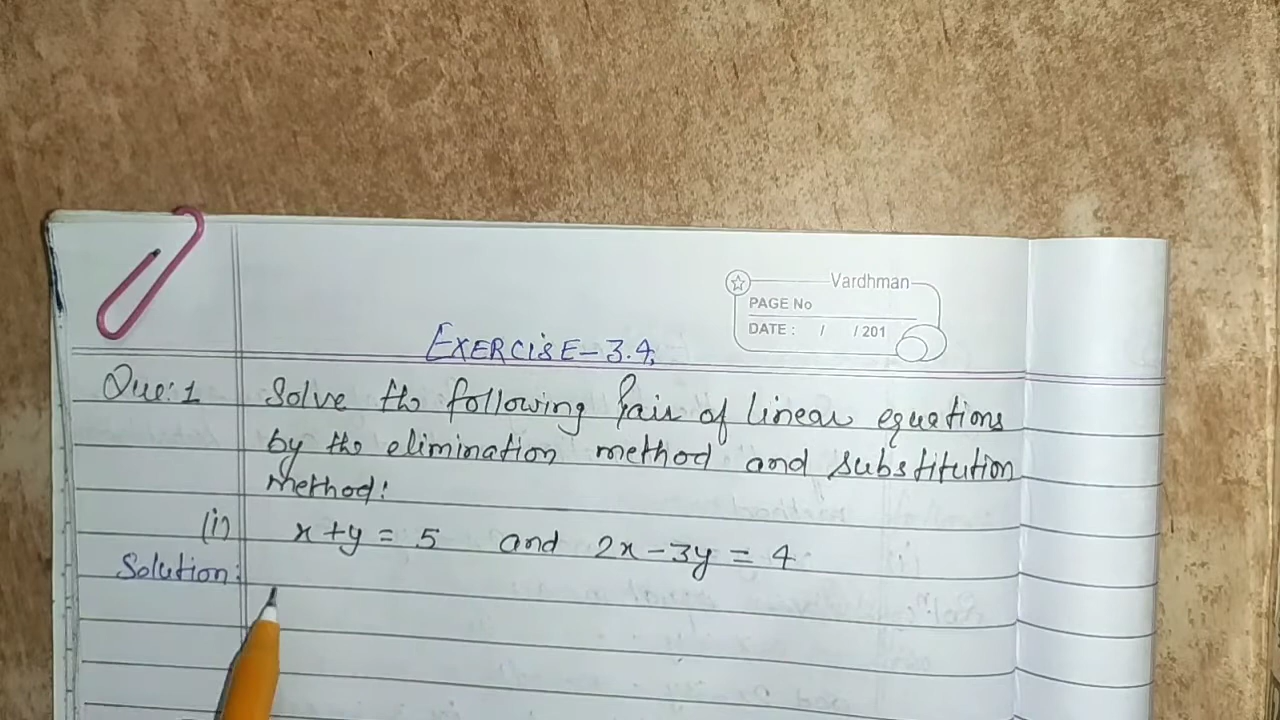 Vardhman
PAGE No
DATE : / / 201
EXERCISE-3.4.
Que:1 Solve the following Pair of linear equations
by the elimination method and substitution
method:
(i) x+y = 5 and 2x-3y = 4
Solution: